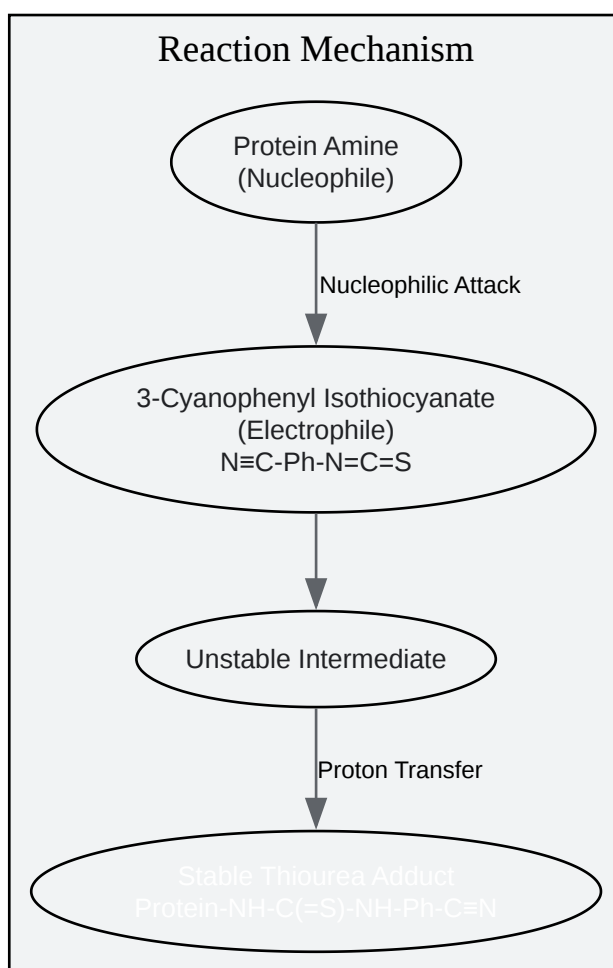 Reaction Mechanism
Protein Amine
(Nucleophile)
Nucleophilic Attack
3-Cyanophenyl Isothiocyanate
(Electrophile)
N≡C-Ph-N=C=S
Unstable Intermediate
Proton Transfer
Stable Thiourea Adduct
Protein-NH-C(=S)-NH-Ph-C≡N